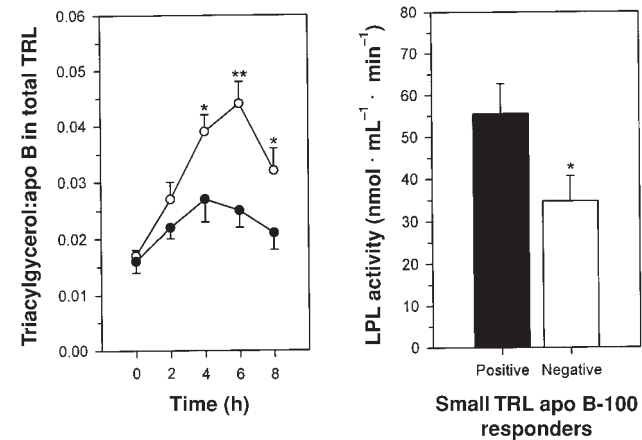 Triacylgycerol:apo B in total TRL
0.06
0.05
0.04
0.03
0.02
0.01
0.00
*
**
*
0 2 4 6 8
Time (h)
LPL activity (nmol · mL⁻¹ · min⁻¹)
80
70
60
50
40
30
20
10
0
*
Positive Negative
Small TRL apo B-100
responders